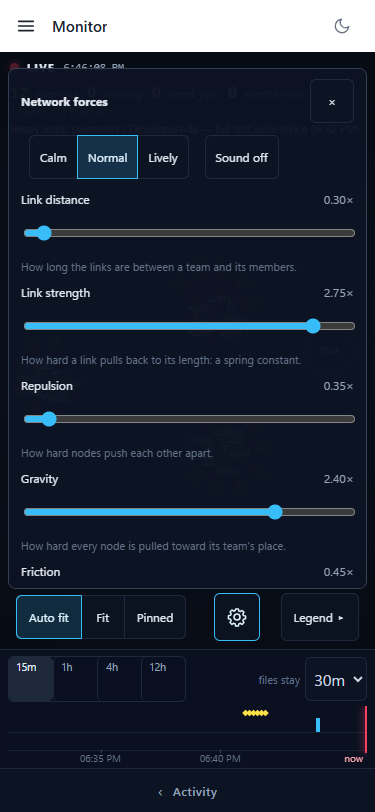 Monitor
LIVE 6:46:08 PM
Network forces
×
Calm Normal Lively Sound off
Link distance 0.30×
How long the links are between a team and its members.
Link strength 2.75×
How hard a link pulls back to its length: a spring constant.
Repulsion 0.35×
How hard nodes push each other apart.
Gravity 2.40×
How hard every node is pulled toward its team's place.
Friction 0.45×
Auto fit Fit Pinned Legend ▸
15m 1h 4h 12h files stay 30m
06:35 PM 06:40 PM now
‹ Activity